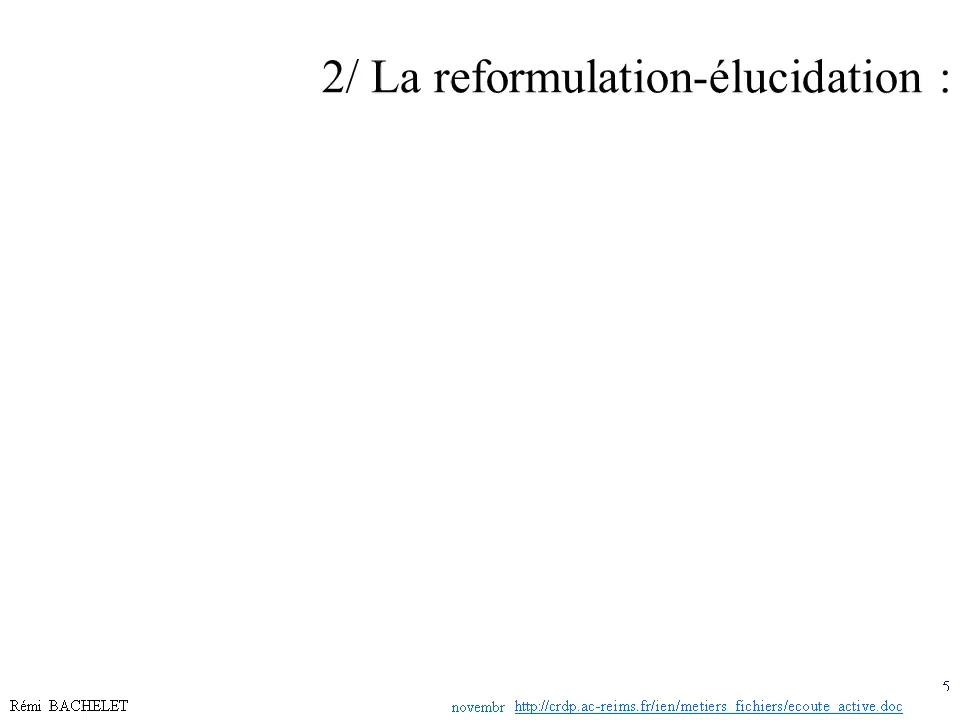 2/ La reformulation-élucidation :
5
Rémi BACHELET
novembr http://crdp.ac-reims.fr/ien/metiers_fichiers/ecoute_active.doc